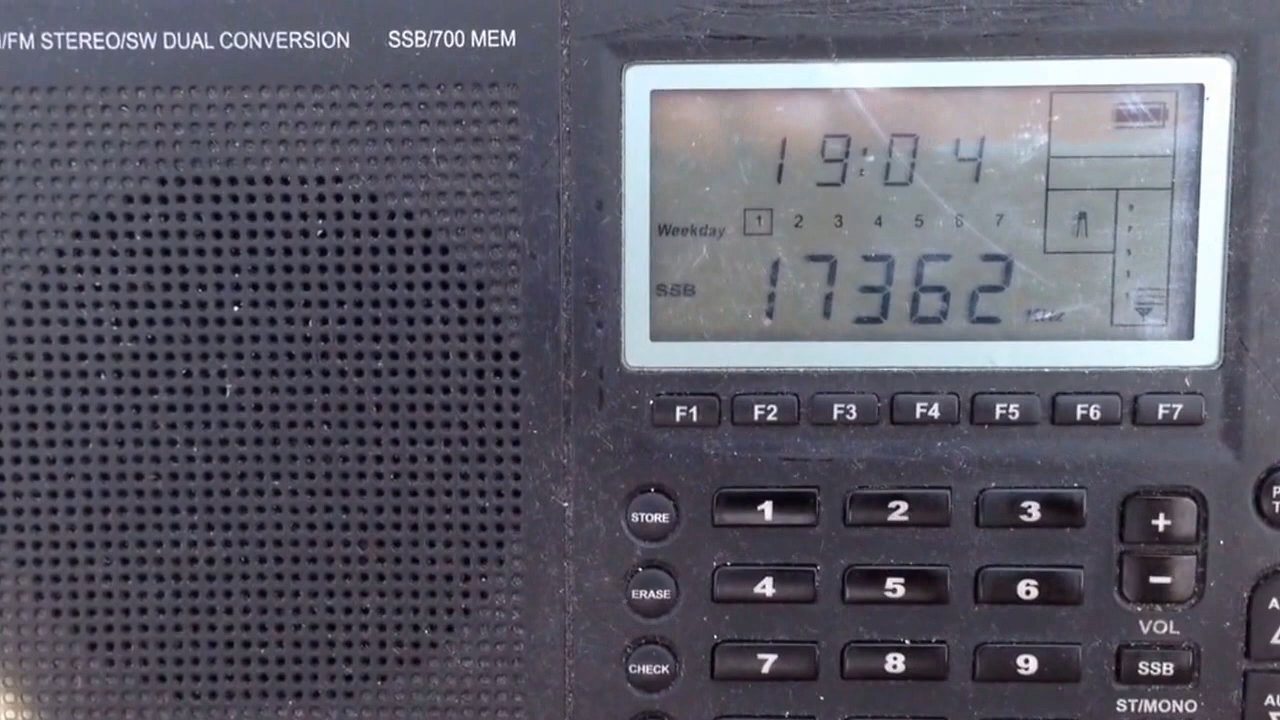 /FM STEREO/SW DUAL CONVERSION SSB/700 MEM
19:04
Weekday 1 2 3 4 5 6 7
SSB 17362 KHz
F1 F2 F3 F4 F5 F6 F7
STORE 1 2 3 +
ERASE 4 5 6 -
VOL
CHECK 7 8 9 SSB
ST/MONO